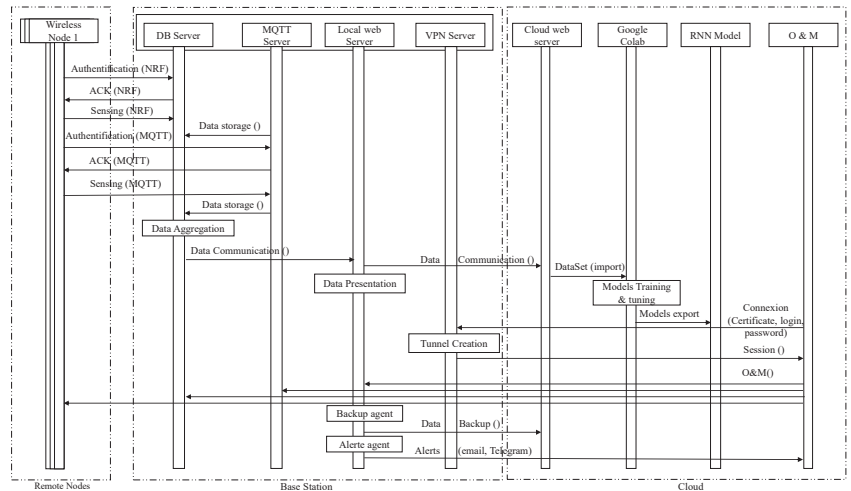 Wireless
Node 1
DB Server
MQTT
Server
Local web
Server
VPN Server
Cloud web
server
Google
Colab
RNN Model
O & M
Authentification (NRF)
ACK (NRF)
Sensing (NRF)
Data storage ()
Authentification (MQTT)
ACK (MQTT)
Sensing (MQTT)
Data storage ()
Data Aggregation
Data Communication ()
Data Communication ()
DataSet (import)
Data Presentation
Models Training
& tuning
Models export
Connexion
(Certificate, login,
password)
Tunnel Creation
Session ()
O&M()
Backup agent
Data Backup ()
Alerte agent
Alerts (email, Telegram)
Remote Nodes
Base Station
Cloud